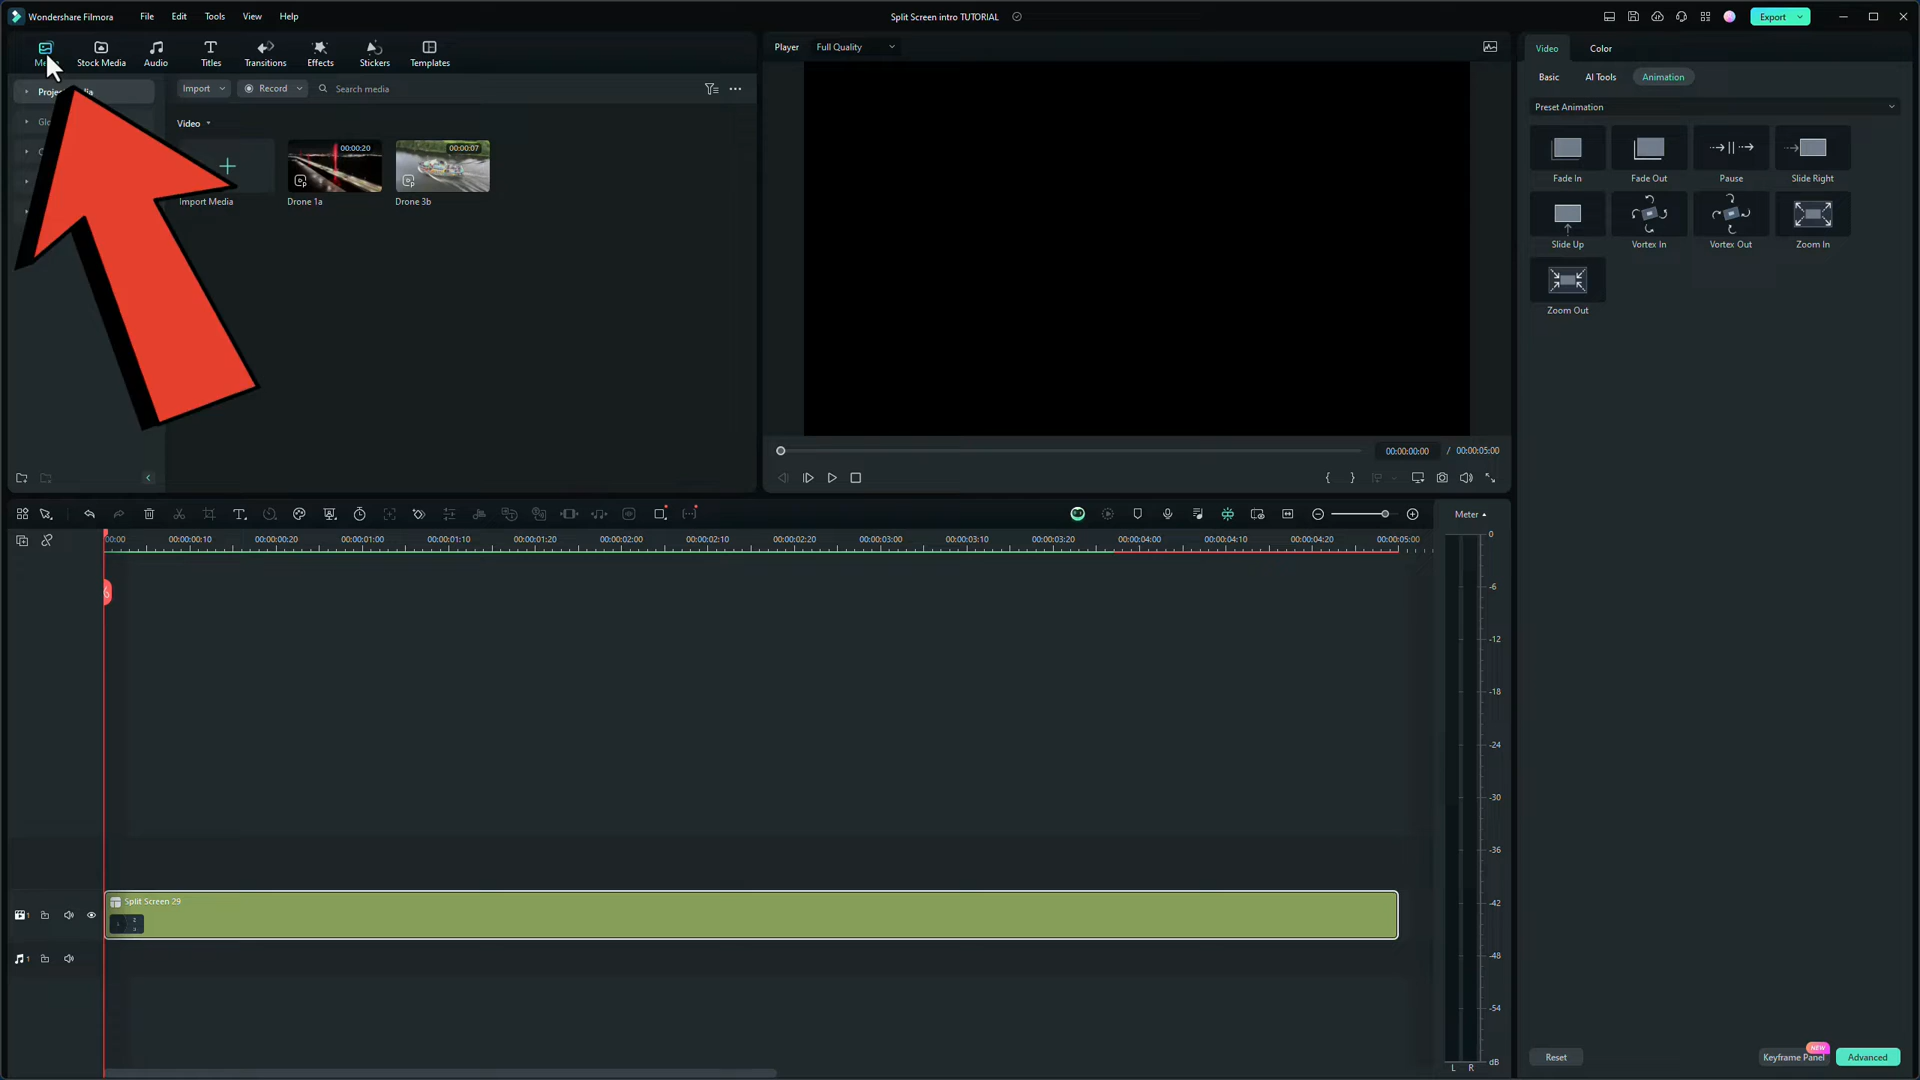 Wondershare Filmora File Edit Tools View Help Split Screen intro TUTORIAL Export
Stock Media Audio Titles Transitions Effects Stickers Templates
Player Full Quality
Video Color
Basic AI Tools Animation
Import Record Search media
Preset Animation
Video
00:00:20 00:00:07
Import Media Drone 1a Drone 3b
Fade In Fade Out Pause Slide Right
Slide Up Vortex In Vortex Out Zoom In
Zoom Out
00:00:00:00 / 00:00:05:00
Meter
00:00 00:00:00:10 00:00:00:20 00:00:01:00 00:00:01:10 00:00:01:20 00:00:02:00 00:00:02:10 00:00:02:20 00:00:03:00 00:00:03:10 00:00:03:20 00:00:04:00 00:00:04:10 00:00:04:20 00:00:05:00
0
-6
-12
-18
-24
-30
-36
-42
-48
-54
dB
L R
Split Screen 29
1 2 3
1
1
Reset Keyframe Panel NEW Advanced